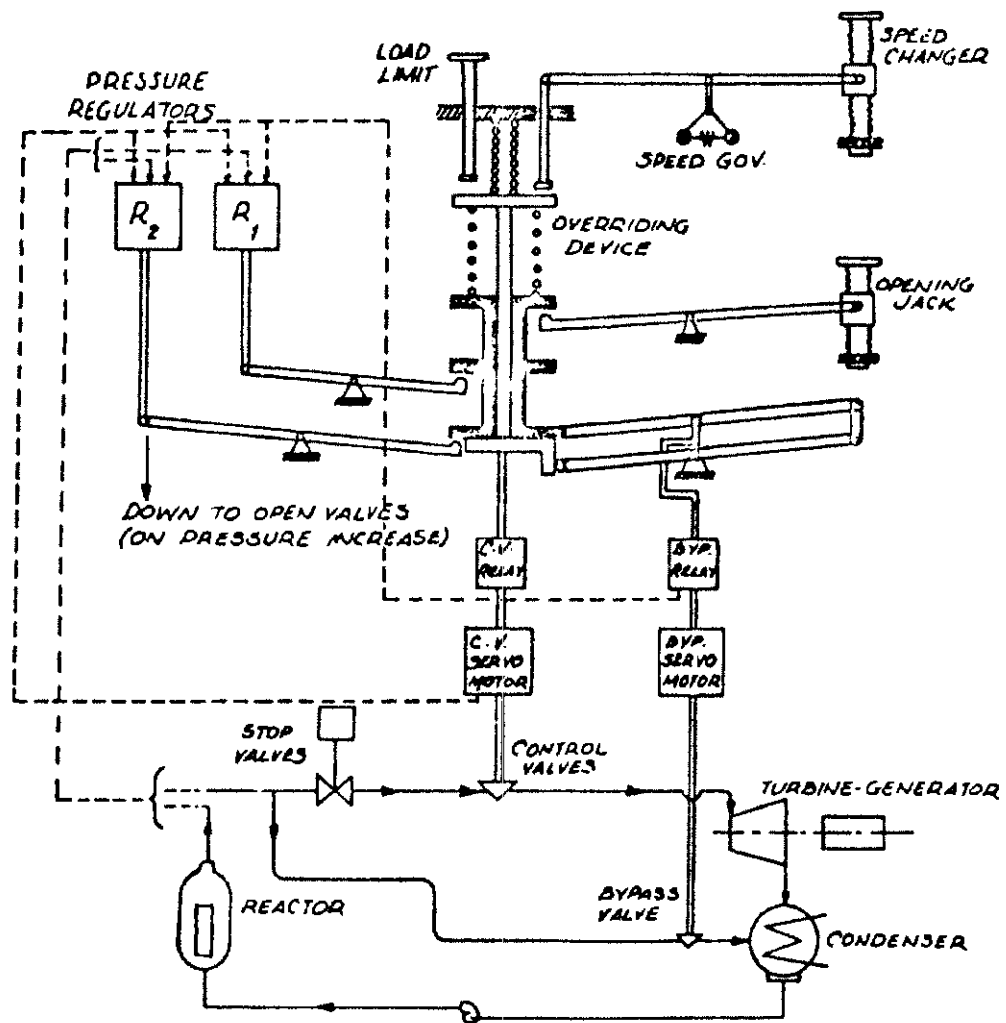 PRESSURE
REGULATORS
LOAD
LIMIT
SPEED
CHANGER
SPEED GOV.
R2
R1
OVERRIDING
DEVICE
OPENING
JACK
DOWN TO OPEN VALVES
(ON PRESSURE INCREASE)
C.V.
RELAY
BYP.
RELAY
C.V.
SERVO
MOTOR
BYP.
SERVO
MOTOR
STOP
VALVES
CONTROL
VALVES
TURBINE-GENERATOR
REACTOR
BYPASS
VALVE
CONDENSER